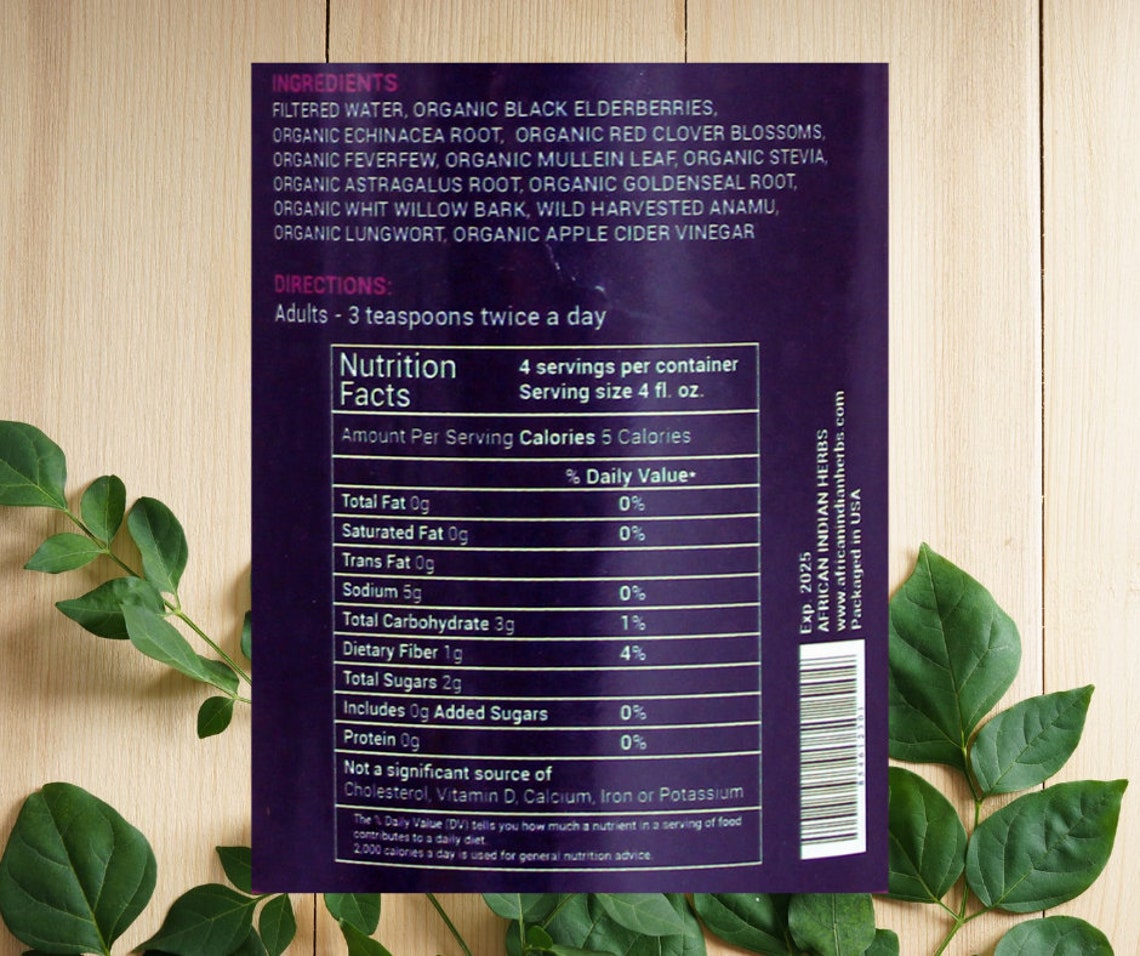 INGREDIENTS
FILTERED WATER, ORGANIC BLACK ELDERBERRIES,
ORGANIC ECHINACEA ROOT, ORGANIC RED CLOVER BLOSSOMS,
ORGANIC FEVERFEW, ORGANIC MULLEIN LEAF, ORGANIC STEVIA,
ORGANIC ASTRAGALUS ROOT, ORGANIC GOLDENSEAL ROOT,
ORGANIC WHIT WILLOW BARK, WILD HARVESTED ANAMU,
ORGANIC LUNGWORT, ORGANIC APPLE CIDER VINEGAR
DIRECTIONS:
Adults - 3 teaspoons twice a day
Nutrition Facts
4 servings per container
Serving size 4 fl. oz.
Amount Per Serving Calories 5 Calories
% Daily Value*
Total Fat 0g 0%
Saturated Fat 0g 0%
Trans Fat 0g
Sodium 5g 0%
Total Carbohydrate 3g 1%
Dietary Fiber 1g 4%
Total Sugars 2g
Includes 0g Added Sugars 0%
Protein 0g 0%
Not a significant source of
Cholesterol, Vitamin D, Calcium, Iron or Potassium
The % Daily Value (DV) tells you how much a nutrient in a serving of food
contributes to a daily diet.
2,000 calories a day is used for general nutrition advice.
Exp. 2025
AFRICAN INDIAN HERBS
www.africanindianherbs.com
Packaged in USA